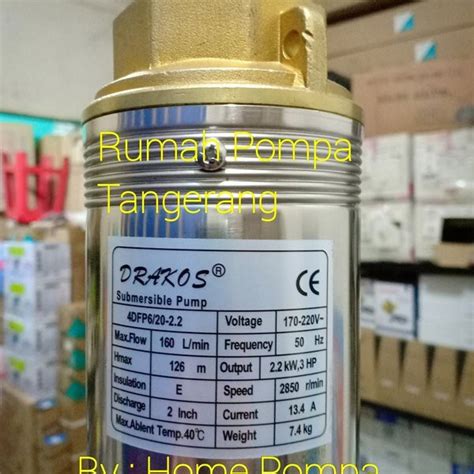 Rumah Pompa
Tangerang
DRAKOS®
Submersible Pump
CE
4DFP6/20-2.2 Voltage 170-220V~
Max.Flow 160 L/min Frequency 50 Hz
Hmax 126 m Output 2.2 kW,3 HP
Insulation E Speed 2850 r/min
Discharge 2 Inch Current 13.4 A
Max.Ablent Temp.40℃ Weight 7.4kg
By : Home Pompa